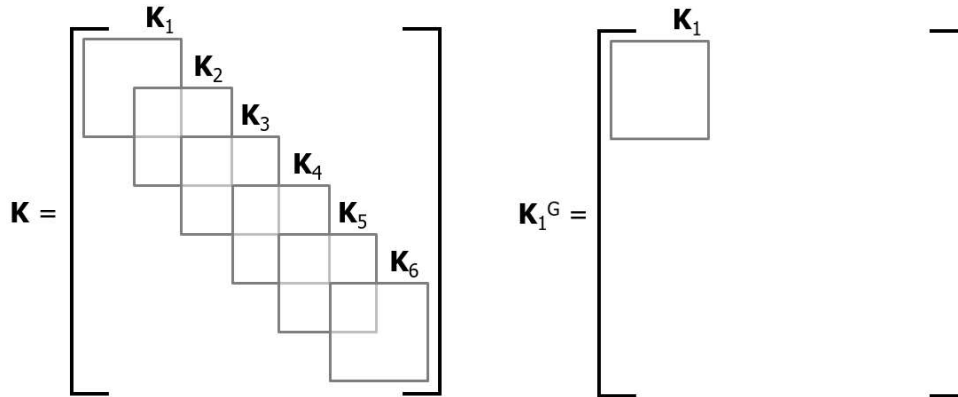 K₁
K₂
K₃
K₄
K =
K₅
K₆
K₁
K₁ᴳ =